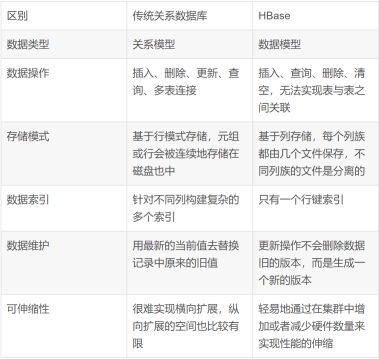 区别 传统关系数据库 HBase
数据类型 关系模型 数据模型
数据操作 插入、删除、更新、查 插入、查询、删除、清
询、多表连接 空，无法实现表与表之
间关联
存储模式 基于行模式存储，元组 基于列存储，每个列族
或行会被连续地存储在 都由几个文件保存，不
磁盘也中 同列族的文件是分离的
数据索引 针对不同列构建复杂的 只有一个行键索引
多个索引
数据维护 用最新的当前值去替换 更新操作不会删除数据
记录中原来的旧值 旧的版本，而是生成一
个新的版本
可伸缩性 很难实现横向扩展，纵 轻易地通过在集群中增
向扩展的空间也比较有 加或者减少硬件数量来
限 实现性能的伸缩